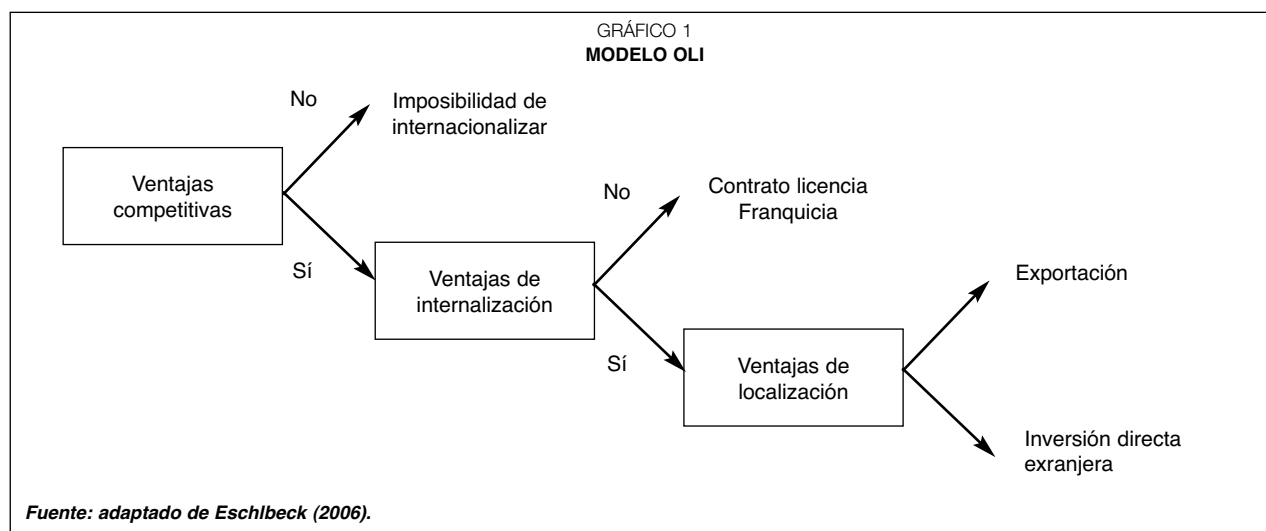 GRÁFICO 1
MODELO OLI
No
Imposibilidad de
internacionalizar
Ventajas
competitivas
Sí
No
Contrato licencia
Franquicia
Ventajas de
internalización
Sí
Exportación
Ventajas de
localización
Inversión directa
exranjera
Fuente: adaptado de Eschlbeck (2006).